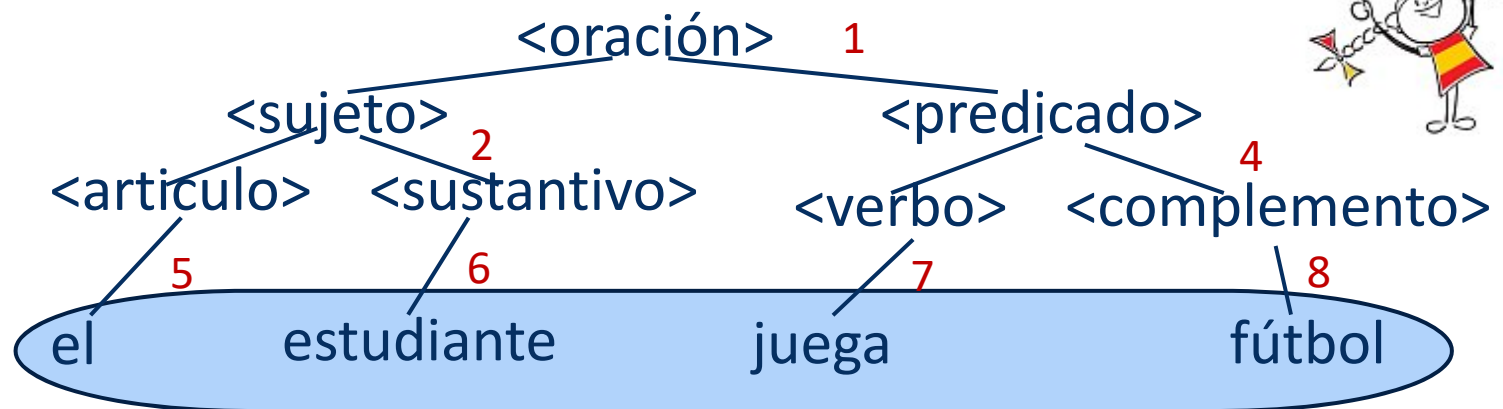 <oración> 1
<sujeto> <predicado>
2 4
<articulo> <sustantivo> <verbo> <complemento>
5 6 7 8
el estudiante juega fútbol